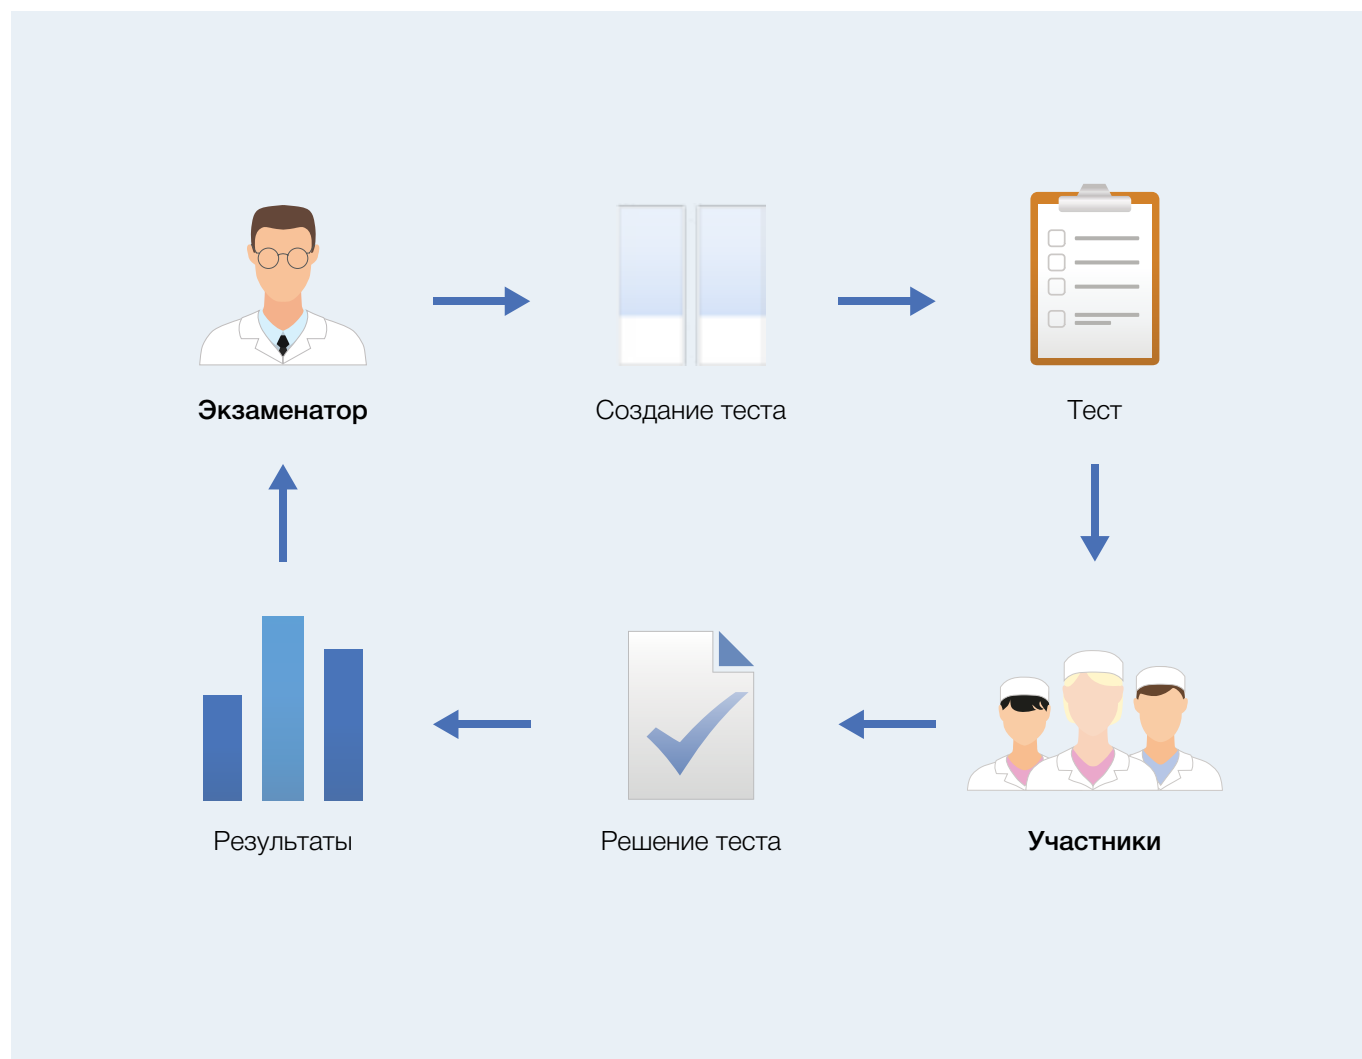 Экзаменатор
Создание теста
Тест
Результаты
Решение теста
Участники